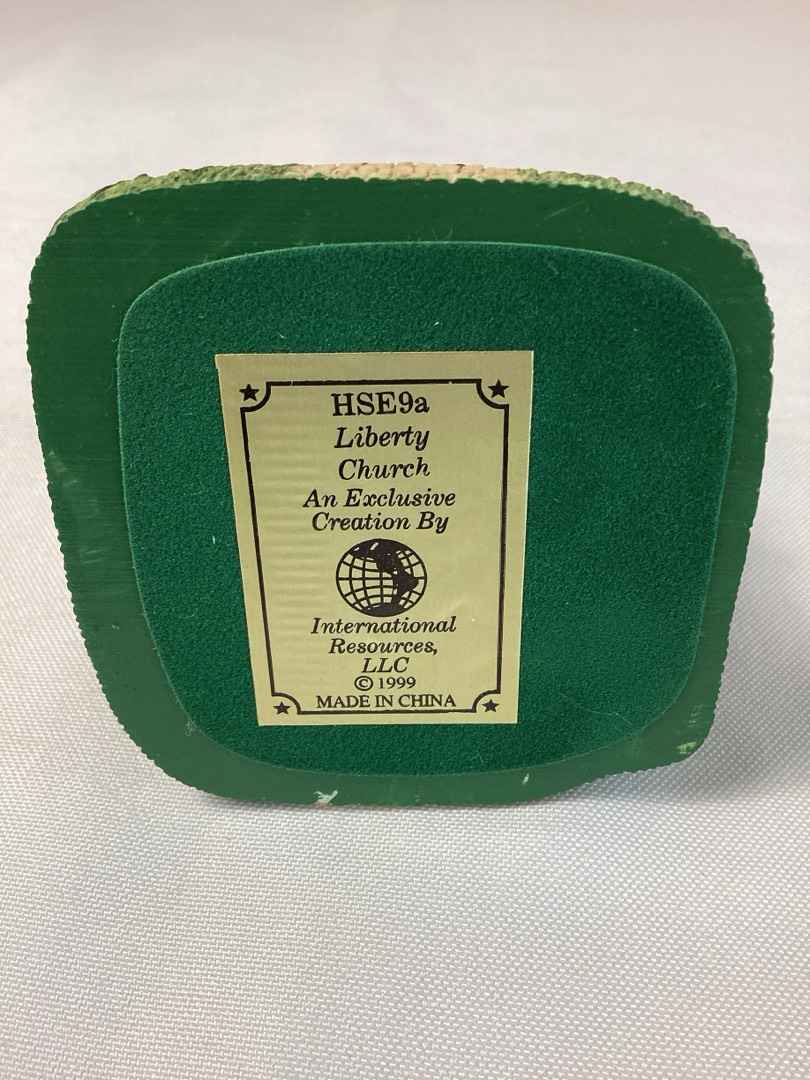 HSE9a
Liberty
Church
An Exclusive
Creation By
International
Resources,
LLC
© 1999
MADE IN CHINA